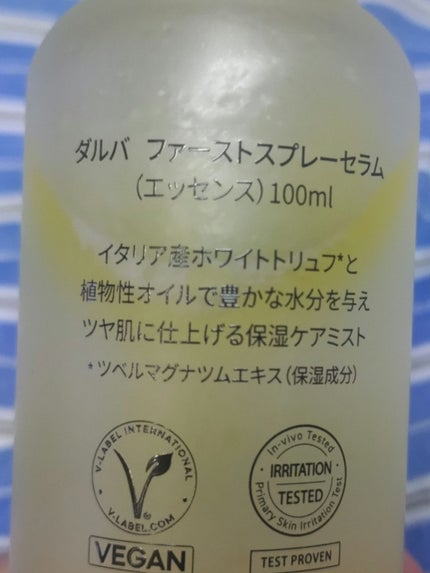 ダルバ ファーストスプレーセラム
(エッセンス)100ml
イタリア産ホワイトトリュフ*と
植物性オイルで豊かな水分を与え
ツヤ肌に仕上げる保湿ケアミスト
*ツベルマグナツムエキス(保湿成分)
V-LABEL INTERNATIONAL
V-LABEL.COM
VEGAN
In-vivo Tested
IRRITATION
TESTED
Primary Skin Irritation Test
TEST PROVEN